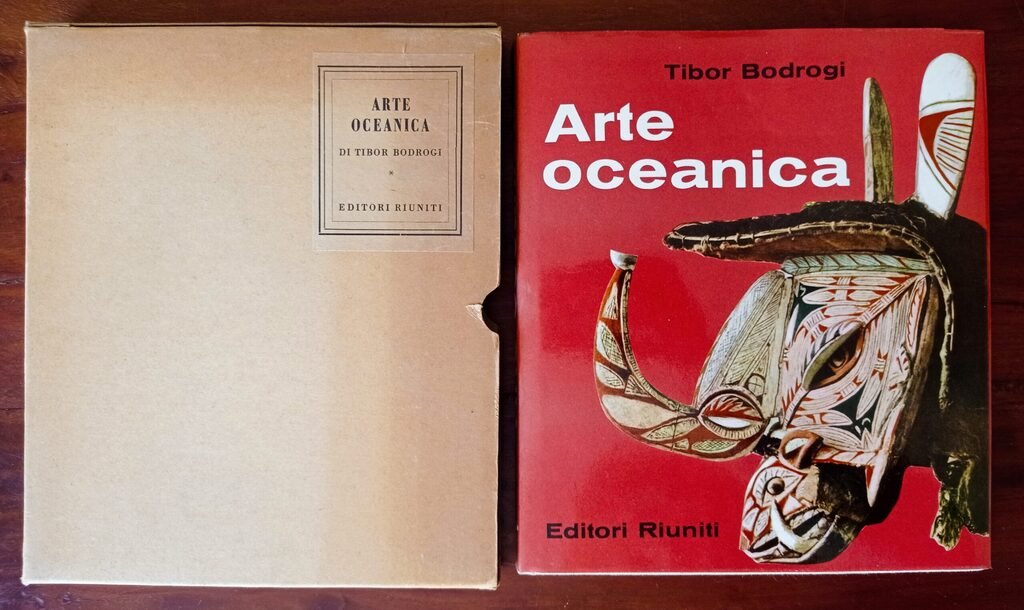 ARTE
OCEANICA
DI TIBOR BODROGI
*
EDITORI RIUNITI
Tibor Bodrogi
Arte
oceanica
Editori Riuniti